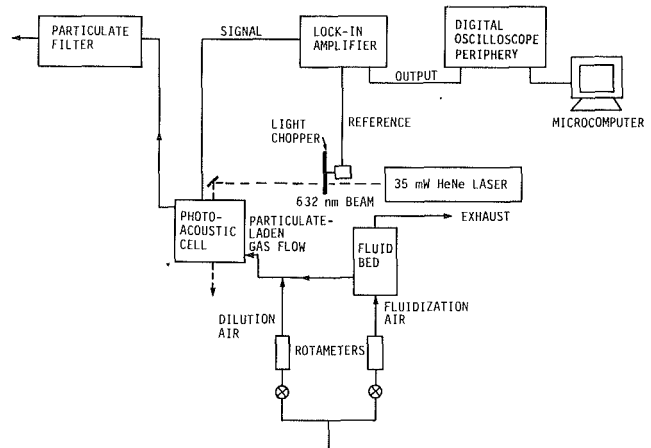 PARTICULATE
FILTER
SIGNAL
LOCK-IN
AMPLIFIER
DIGITAL
OSCILLOSCOPE
PERIPHERY
OUTPUT
MICROCOMPUTER
LIGHT
CHOPPER
REFERENCE
35 mW HeNe LASER
632 nm BEAM
PHOTO-
ACOUSTIC
CELL
PARTICULATE-
LADEN
GAS FLOW
EXHAUST
FLUID
BED
DILUTION
AIR
FLUIDIZATION
AIR
ROTAMETERS